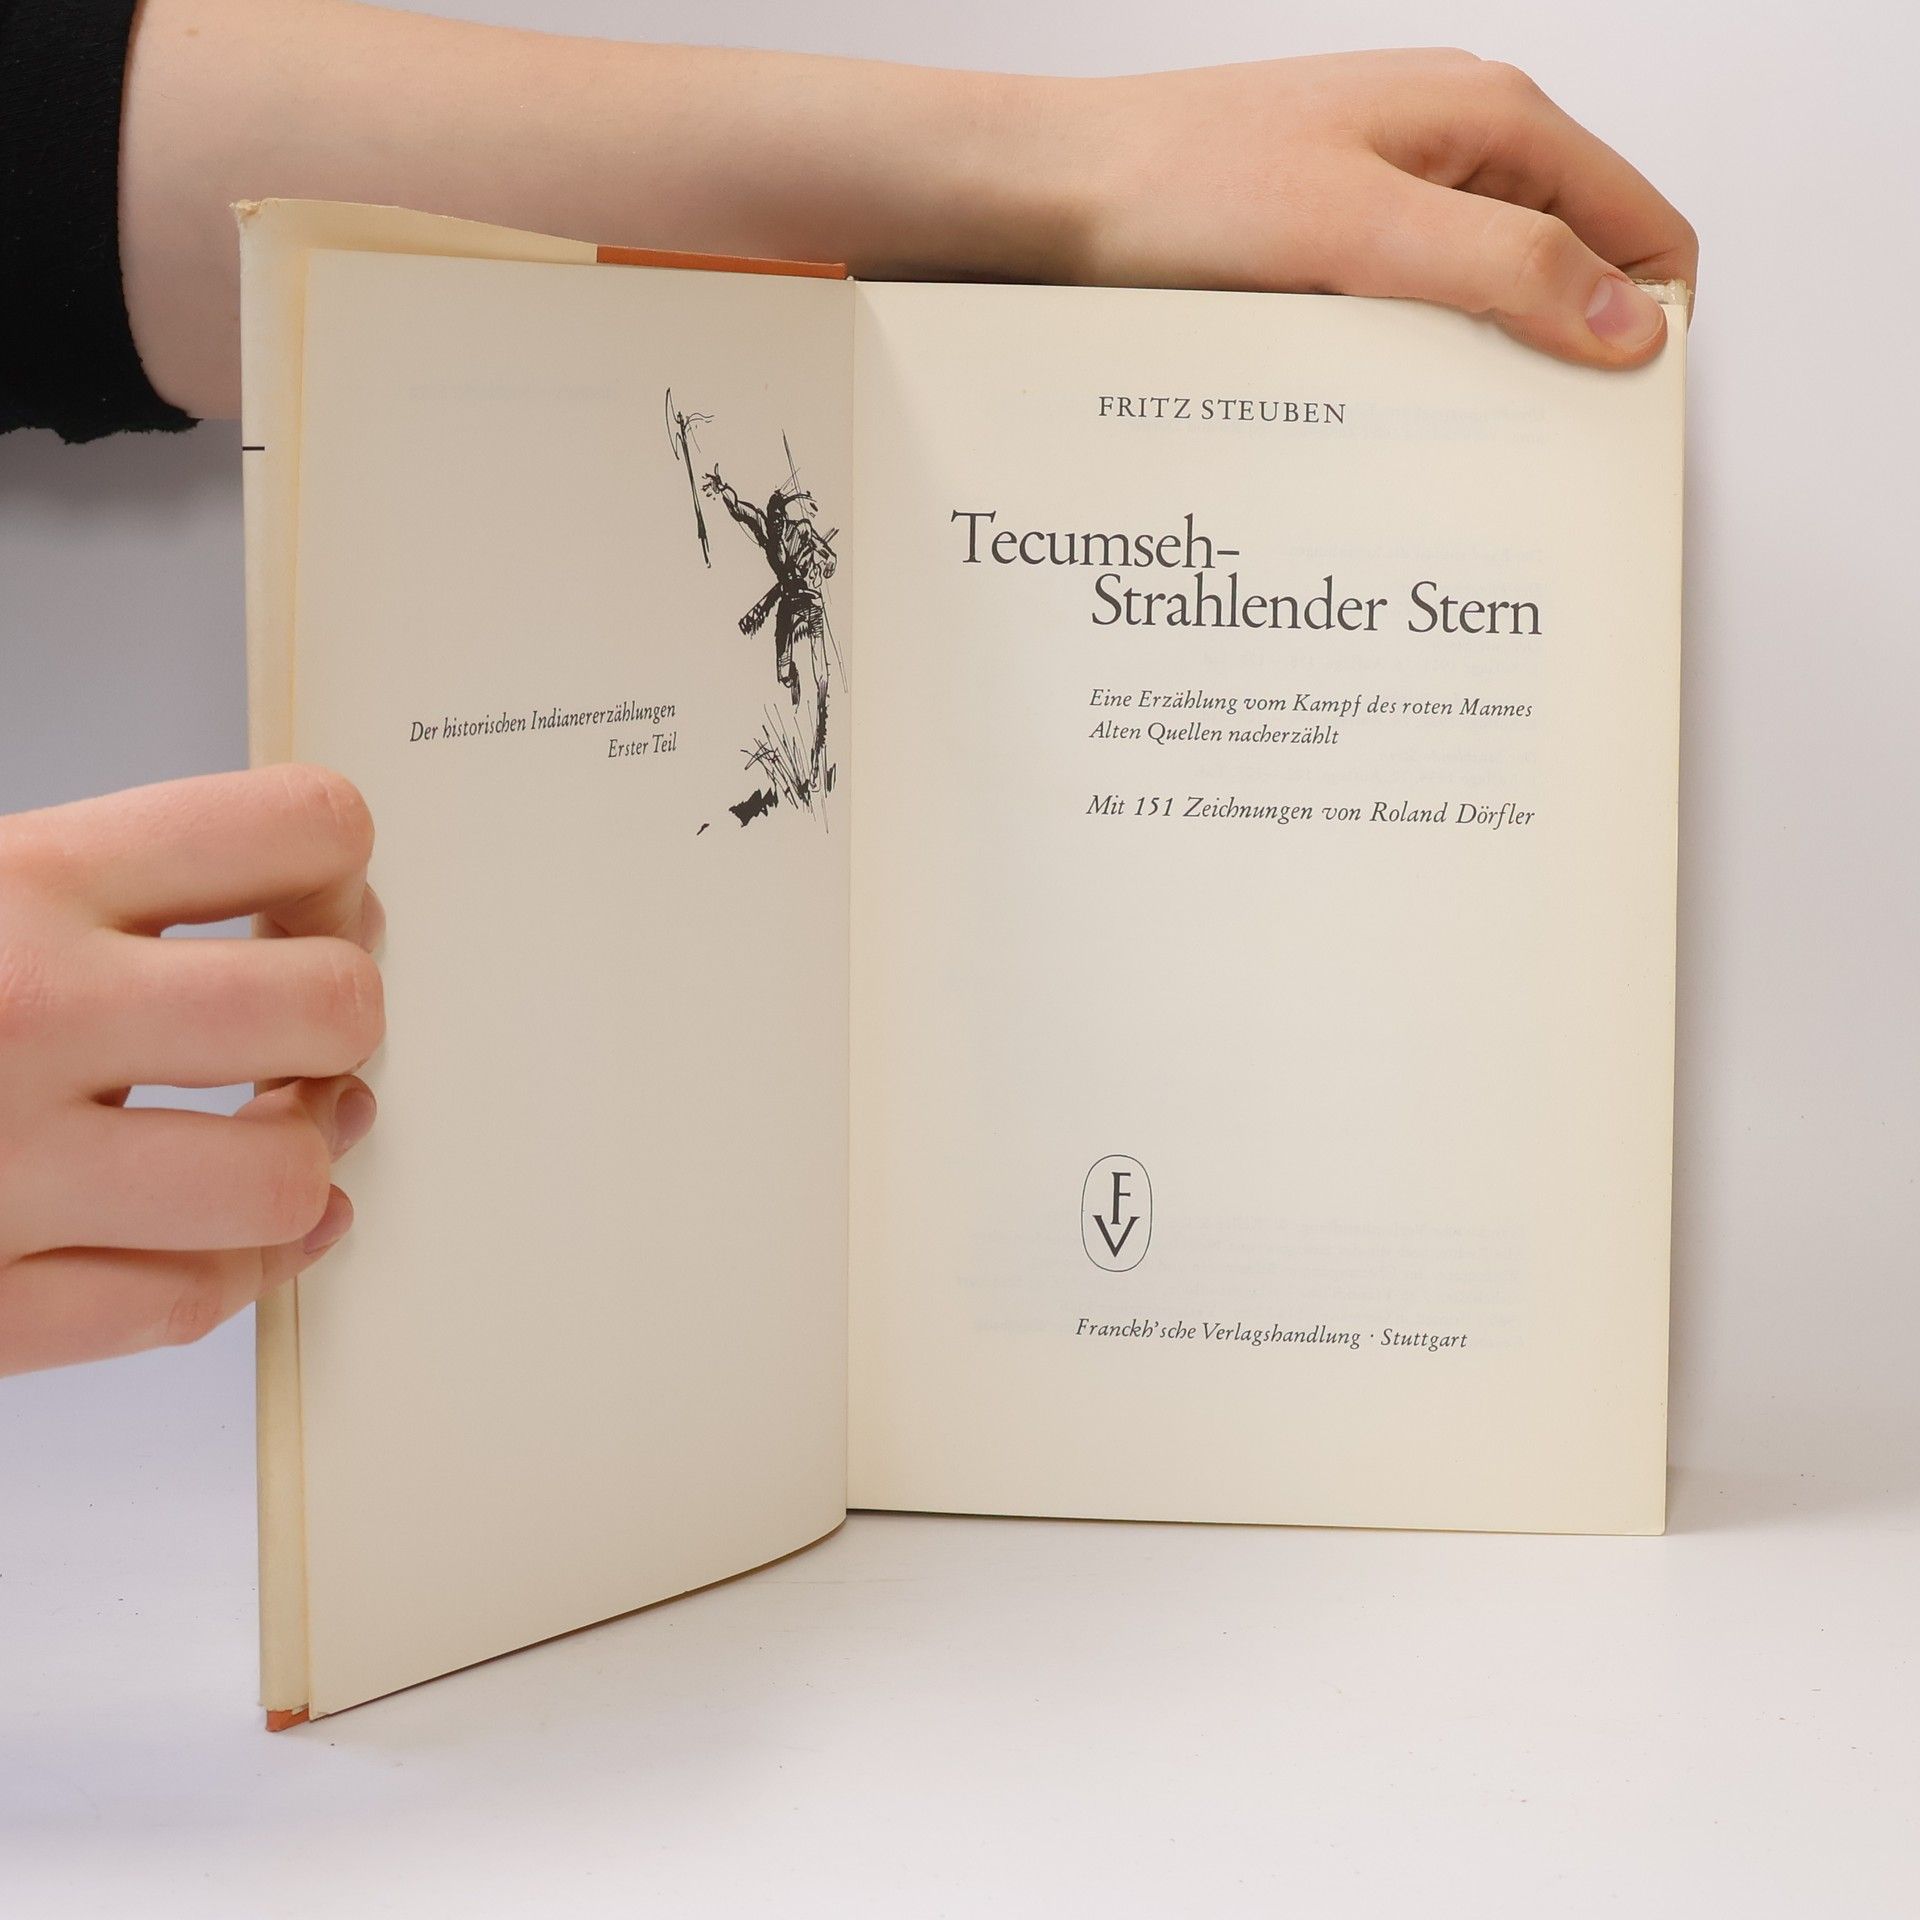 Der historischen Indianererzählungen
Erster Teil
FRITZ STEUBEN
Tecumseh-
Strahlender Stern
Eine Erzählung vom Kampf des roten Mannes
Alten Quellen nacherzählt
Mit 151 Zeichnungen von Roland Dörfler
F
V
Franckh'sche Verlagshandlung · Stuttgart